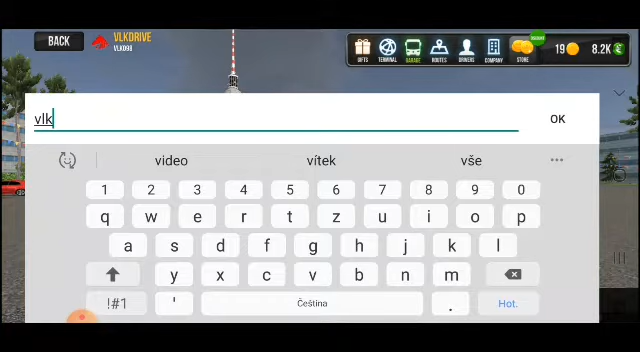 BACK
VLKDRIVE
VLK098
GIFTS
TERMINAL
GARAGE
ROUTES
DRIVERS
COMPANY
STORE
19
8.2K
vlk
OK
video
vítek
vše
1 2 3 4 5 6 7 8 9 0
q w e r t z u i o p
a s d f g h j k l
y x c v b n m
!#1 ' Čeština . Hot.